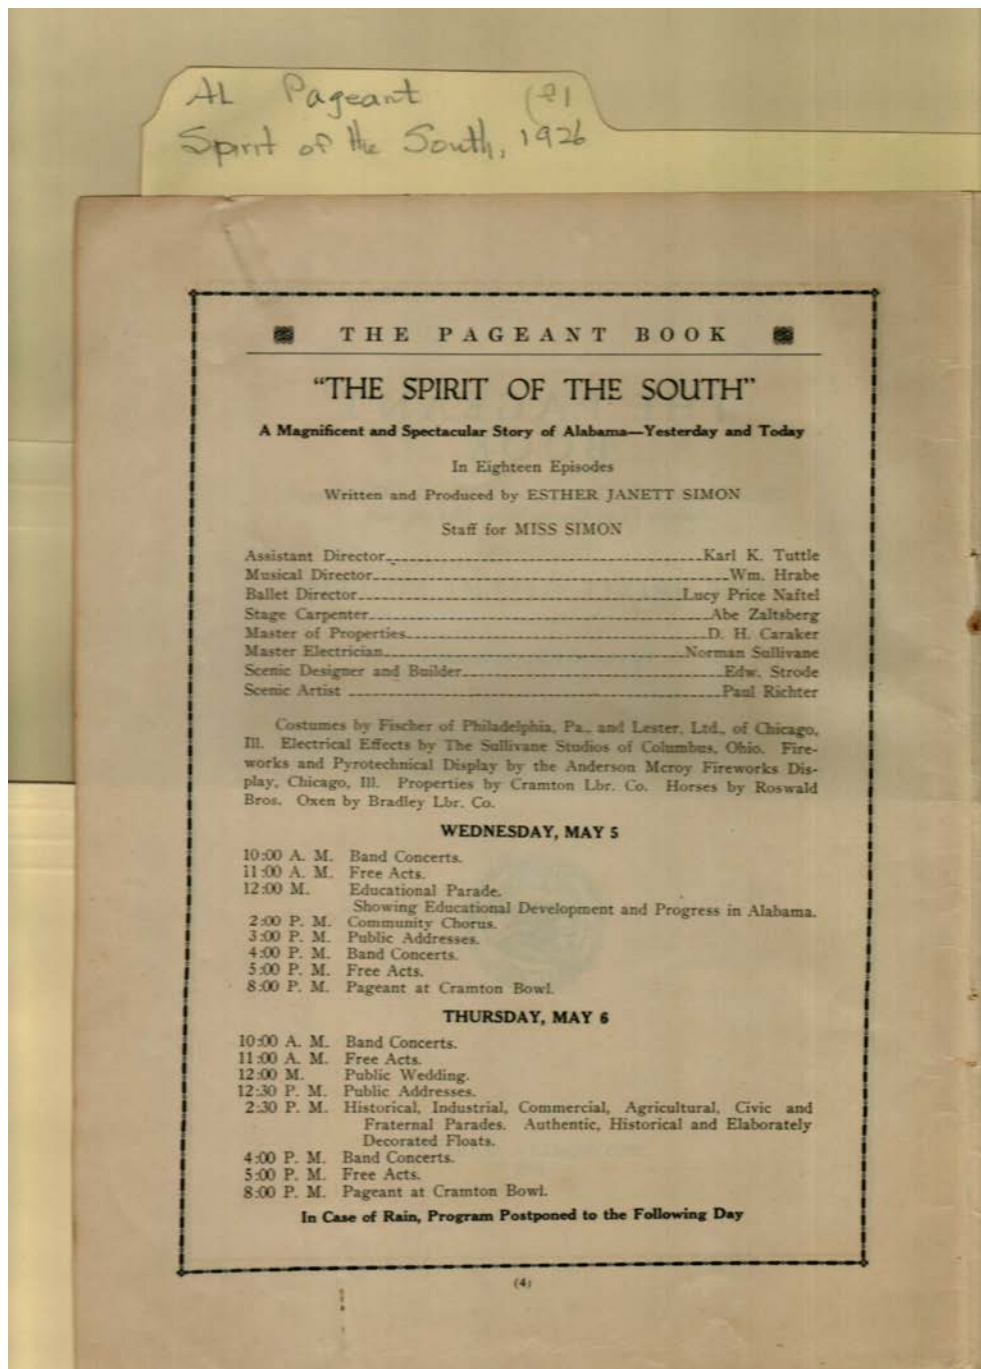 AL Pageant
Spirit of the South, 1926
THE PAGEANT BOOK
"THE SPIRIT OF THE SOUTH"
A Magnificent and Spectacular Story of Alabama—Yesterday and Today
In Eighteen Episodes
Written and Produced by ESTHER JANETT SIMON
Staff for MISS SIMON
Assistant Director Karl K. Tuttle
Musical Director Wm. Hrabe
Ballet Director Lucy Price Naftel
Stage Carpenter Abe Zaltsberg
Master of Properties D. H. Caraker
Master Electrician Norman Sullivane
Scenic Designer and Builder Edw. Strode
Scenic Artist Paul Richter
Costumes by Fischer of Philadelphia, Pa., and Lester, Ltd., of Chicago,
Ill. Electrical Effects by The Sullivane Studios of Columbus, Ohio. Fire-
works and Pyrotechnical Display by the Anderson Mcroy Fireworks Dis-
play, Chicago, Ill. Properties by Cramton Lbr. Co. Horses by Roswald
Bros. Oxen by Bradley Lbr. Co.
WEDNESDAY, MAY 5
10:00 A. M. Band Concerts.
11:00 A. M. Free Acts.
12:00 M. Educational Parade.
Showing Educational Development and Progress in Alabama.
2:00 P. M. Community Chorus.
3:00 P. M. Public Addresses.
4:00 P. M. Band Concerts.
5:00 P. M. Free Acts.
8:00 P. M. Pageant at Cramton Bowl.
THURSDAY, MAY 6
10:00 A. M. Band Concerts.
11:00 A. M. Free Acts.
12:00 M. Public Wedding.
12:30 P. M. Public Addresses.
2:30 P. M. Historical, Industrial, Commercial, Agricultural, Civic and
Fraternal Parades. Authentic, Historical and Elaborately
Decorated Floats.
4:00 P. M. Band Concerts.
5:00 P. M. Free Acts.
8:00 P. M. Pageant at Cramton Bowl.
In Case of Rain, Program Postponed to the Following Day
(4)